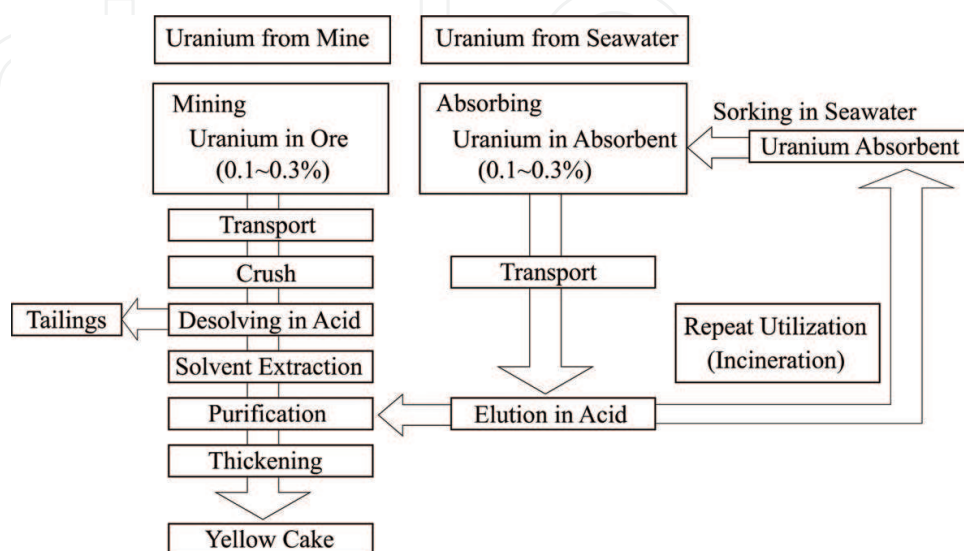 Uranium from Mine
Uranium from Seawater
Mining
Uranium in Ore
(0.1~0.3%)
Absorbing
Uranium in Absorbent
(0.1~0.3%)
Sorking in Seawater
Uranium Absorbent
Transport
Crush
Transport
Tailings
Desolving in Acid
Repeat Utilization
(Incineration)
Solvent Extraction
Purification
Elution in Acid
Thickening
Yellow Cake